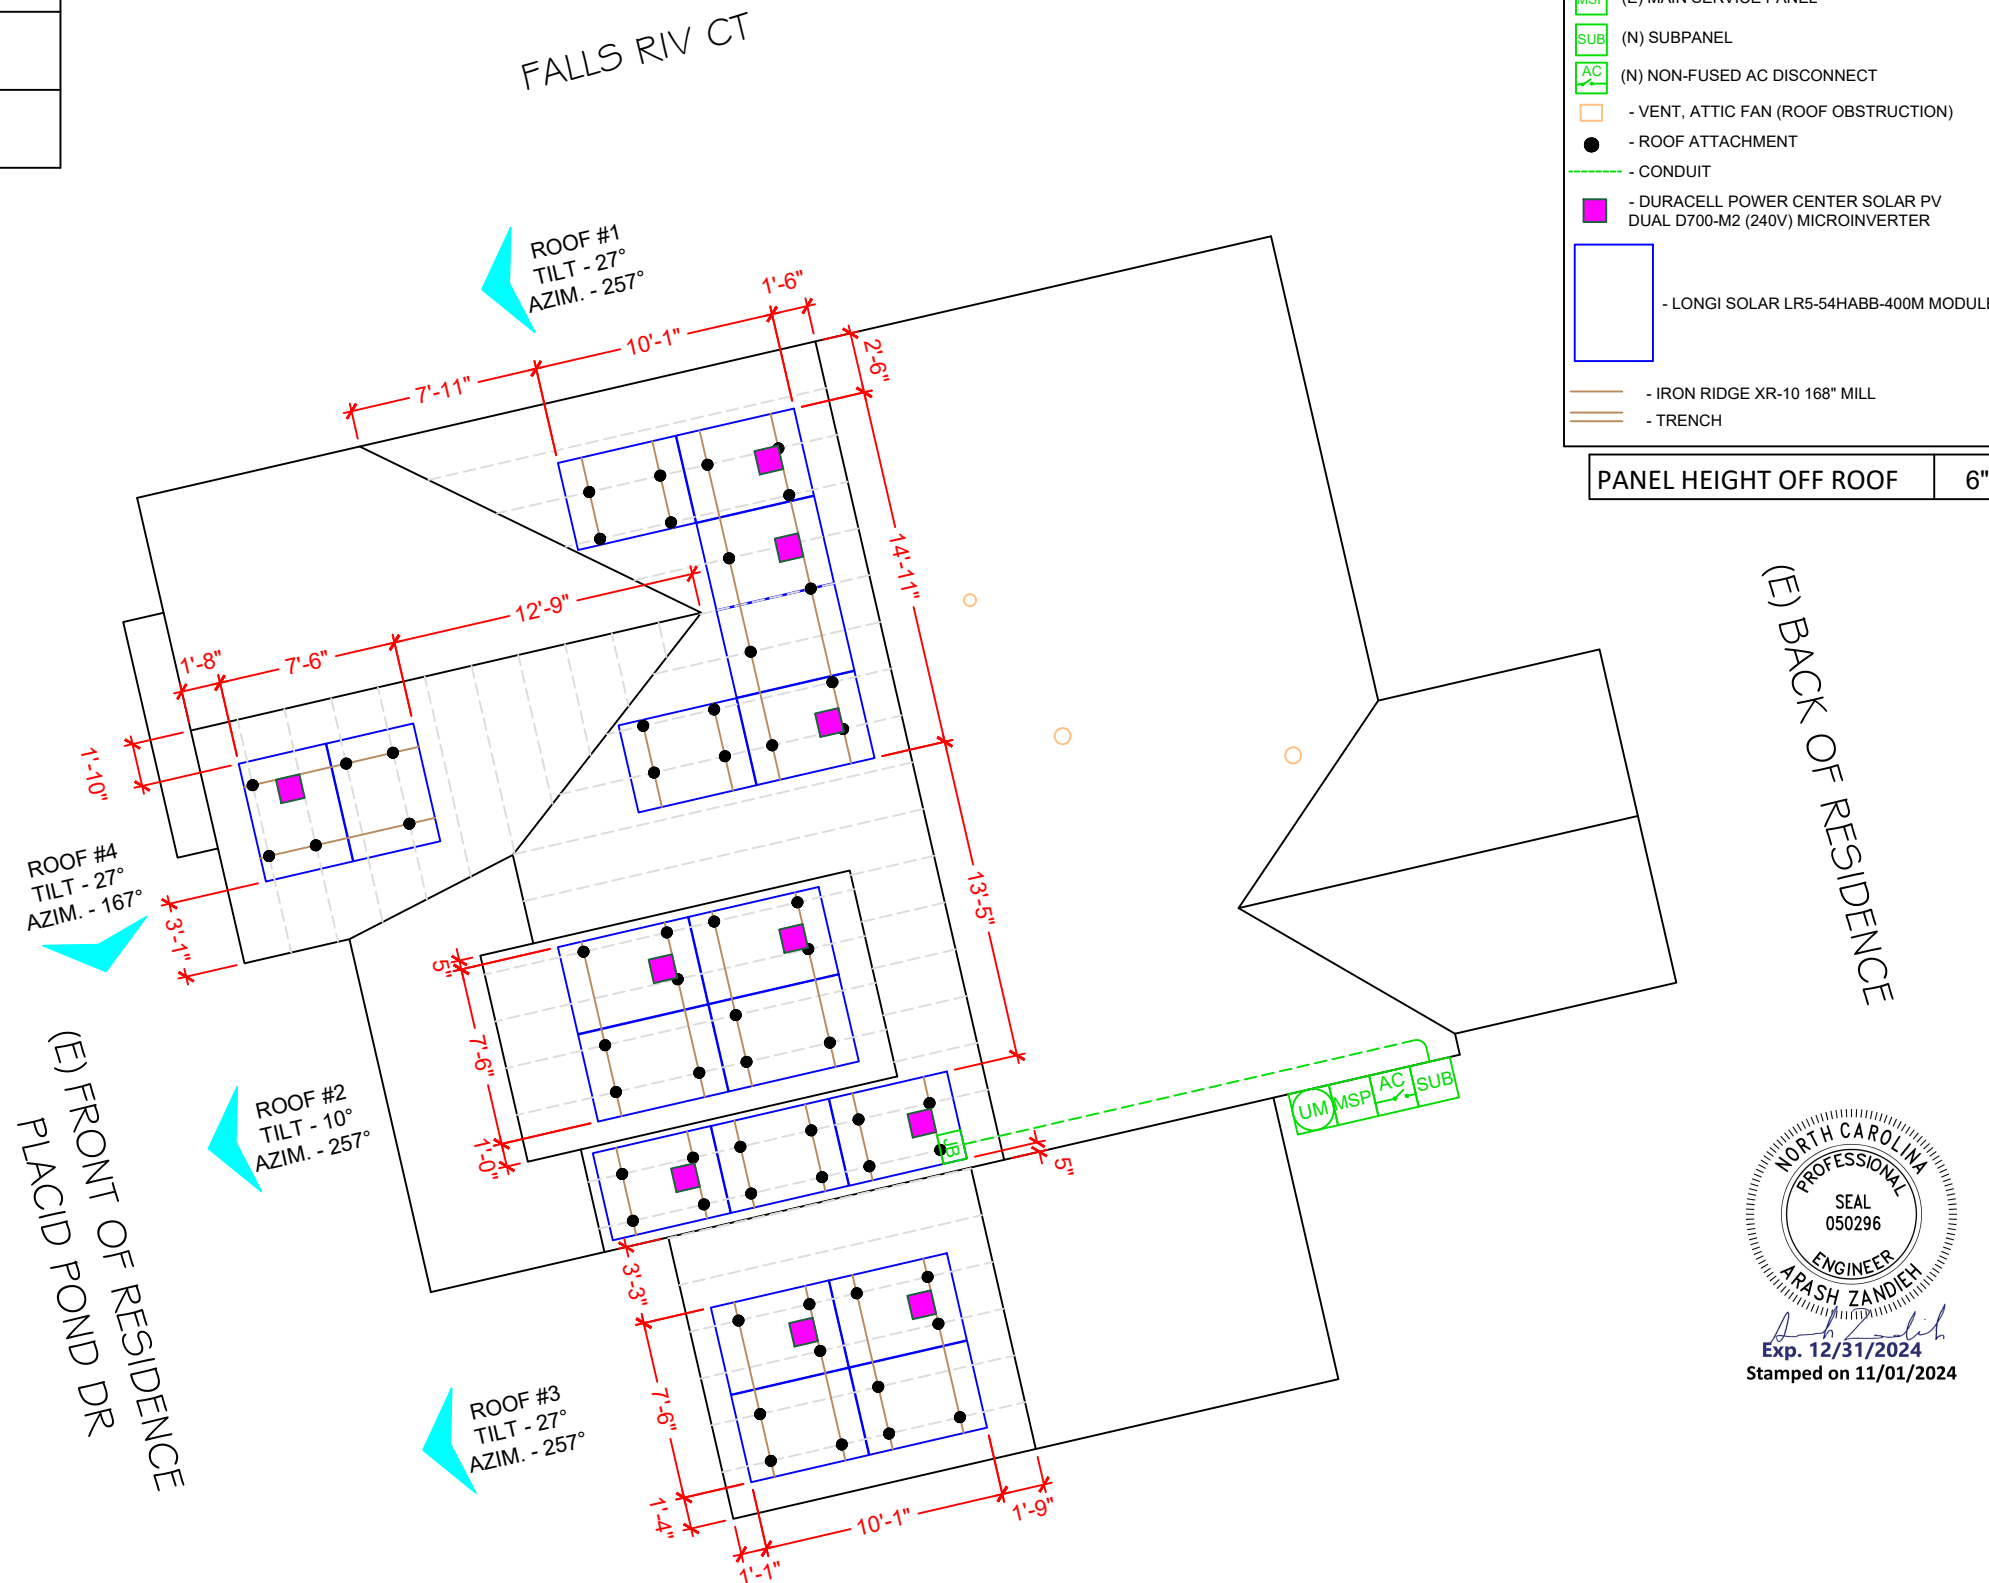 FALLS RIV CT
(E) MAIN SERVICE PANEL
SUB (N) SUBPANEL
AC (N) NON-FUSED AC DISCONNECT
- VENT, ATTIC FAN (ROOF OBSTRUCTION)
- ROOF ATTACHMENT
- CONDUIT
- DURACELL POWER CENTER SOLAR PV
DUAL D700-M2 (240V) MICROINVERTER
- LONGI SOLAR LR5-54HABB-400M MODULE
- IRON RIDGE XR-10 168" MILL
- TRENCH
PANEL HEIGHT OFF ROOF 6"
ROOF #1
TILT - 27°
AZIM. - 257°
1'-6"
10'-1"
7'-11"
2'-6"
14'-11"
12'-9"
7'-6"
1'-8"
1'-10"
ROOF #4
TILT - 27°
AZIM. - 167°
3'-1"
13'-5"
5"
7'-6"
1'-0"
5"
ROOF #2
TILT - 10°
AZIM. - 257°
JB
UM
MSP
AC
SUB
3'-3"
7'-6"
1'-4"
1'-1"
10'-1"
1'-9"
ROOF #3
TILT - 27°
AZIM. - 257°
(E) FRONT OF RESIDENCE
PLACID POND DR
(E) BACK OF RESIDENCE
NORTH CAROLINA
PROFESSIONAL
SEAL
050296
ENGINEER
ARASH ZANDIEH
Exp. 12/31/2024
Stamped on 11/01/2024